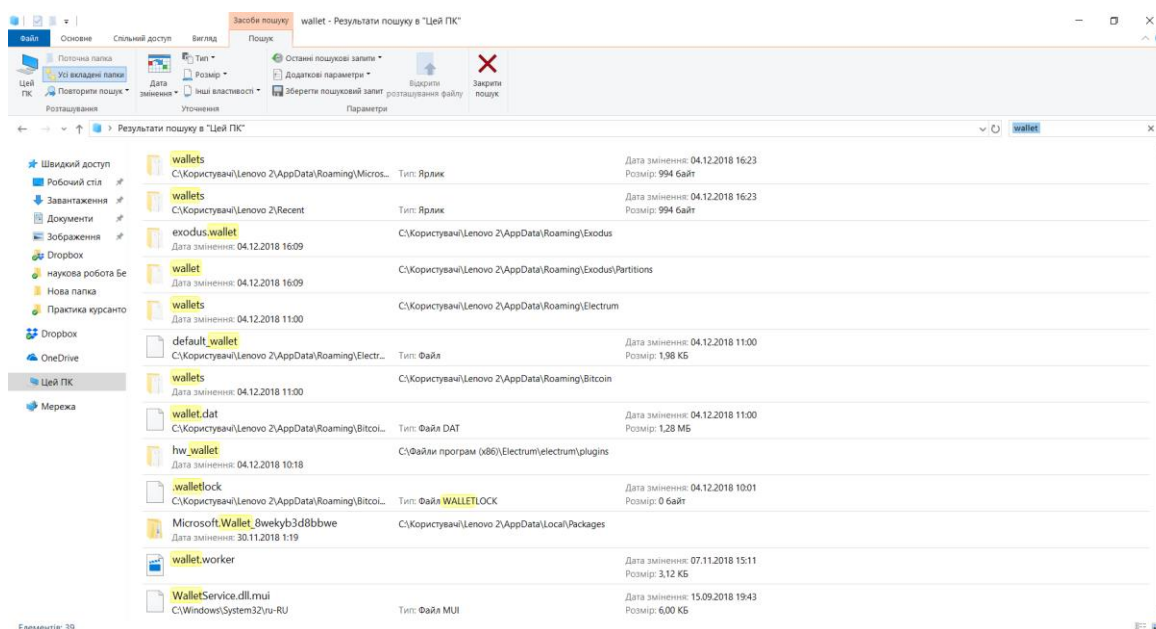 Засоби пошуку
wallet - Результати пошуку в "Цей ПК"
Файл Основне Спільний доступ Вигляд Пошук
Цей ПК
Поточна папка
Усі вкладені папки
Повторити пошук
Розташування
Дата змінення
Тип
Розмір
Інші властивості
Уточнення
Останні пошукові запити
Додаткові параметри
Зберегти пошуковий запит
Відкрити розташування файлу
Закрити пошук
Параметри
Результати пошуку в "Цей ПК"
wallet
Швидкий доступ
Робочий стіл
Завантаження
Документи
Зображення
Dropbox
наукова робота Бе
Нова папка
Практика курсанто
Dropbox
OneDrive
Цей ПК
Мережа
wallets Дата змінення: 04.12.2018 16:23
C:\Користувачі\Lenovo 2\AppData\Roaming\Micros... Тип: Ярлик Розмір: 994 байт
wallets Дата змінення: 04.12.2018 16:23
C:\Користувачі\Lenovo 2\Recent Тип: Ярлик Розмір: 994 байт
exodus.wallet C:\Користувачі\Lenovo 2\AppData\Roaming\Exodus
Дата змінення: 04.12.2018 16:09
wallet C:\Користувачі\Lenovo 2\AppData\Roaming\Exodus\Partitions
Дата змінення: 04.12.2018 16:09
wallets C:\Користувачі\Lenovo 2\AppData\Roaming\Electrum
Дата змінення: 04.12.2018 11:00
default_wallet Дата змінення: 04.12.2018 11:00
C:\Користувачі\Lenovo 2\AppData\Roaming\Electr... Тип: Файл Розмір: 1,98 КБ
wallets C:\Користувачі\Lenovo 2\AppData\Roaming\Bitcoin
Дата змінення: 04.12.2018 11:00
wallet.dat Дата змінення: 04.12.2018 11:00
C:\Користувачі\Lenovo 2\AppData\Roaming\Bitcoi... Тип: Файл DAT Розмір: 1,28 МБ
hw_wallet C:\Файли програм (x86)\Electrum\electrum\plugins
Дата змінення: 04.12.2018 10:18
.walletlock Дата змінення: 04.12.2018 10:01
C:\Користувачі\Lenovo 2\AppData\Roaming\Bitcoi... Тип: Файл WALLETLOCK Розмір: 0 байт
Microsoft.Wallet_8wekyb3d8bbwe C:\Користувачі\Lenovo 2\AppData\Local\Packages
Дата змінення: 30.11.2018 1:19
wallet.worker Дата змінення: 07.11.2018 15:11
Розмір: 3,12 КБ
WalletService.dll.mui Дата змінення: 15.09.2018 19:43
C:\Windows\System32\ru-RU Тип: Файл MUI Розмір: 6,00 КБ
Елементів: 39